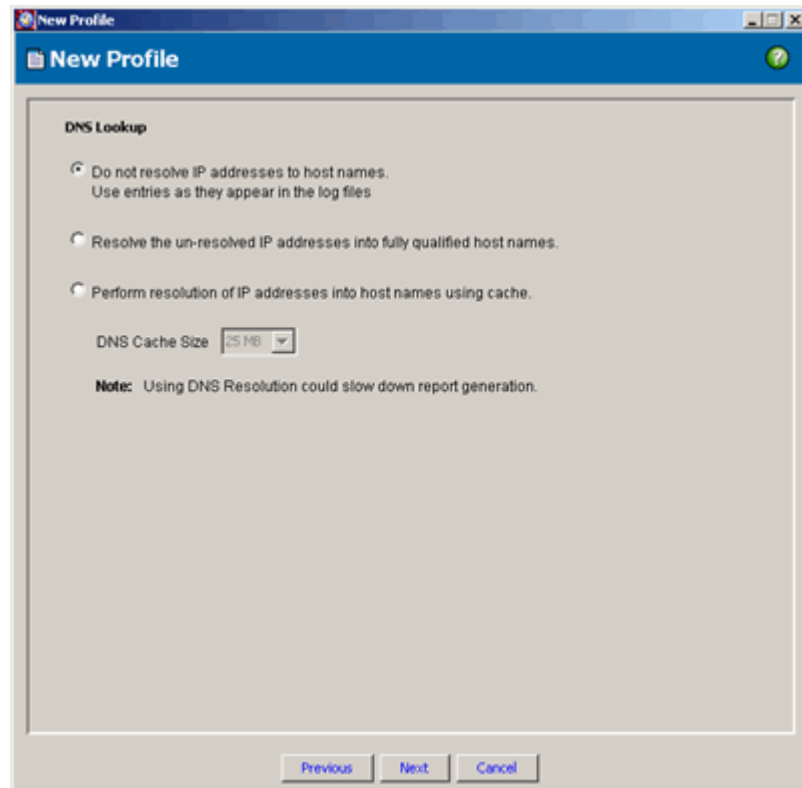 New Profile
New Profile
DNS Lookup
Do not resolve IP addresses to host names.
Use entries as they appear in the log files
Resolve the un-resolved IP addresses into fully qualified host names.
Perform resolution of IP addresses into host names using cache.
DNS Cache Size 25 MB
Note: Using DNS Resolution could slow down report generation.
Previous Next Cancel